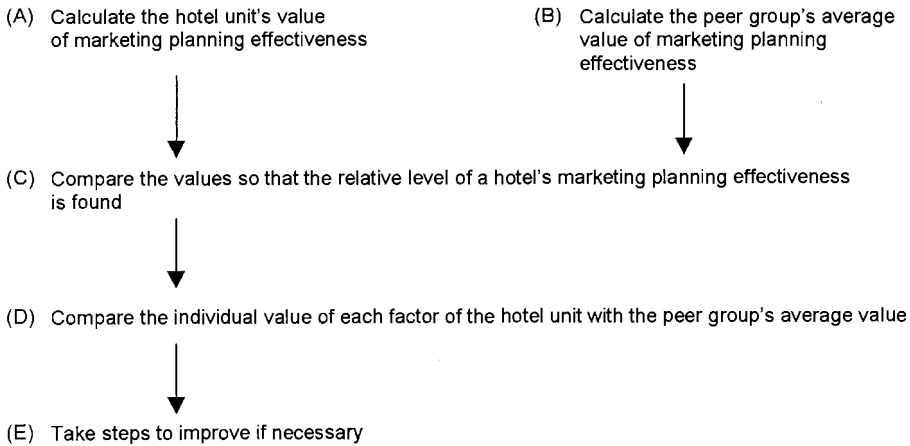 (A) Calculate the hotel unit's value
of marketing planning effectiveness
(B) Calculate the peer group's average
value of marketing planning
effectiveness
(C) Compare the values so that the relative level of a hotel's marketing planning effectiveness
is found
(D) Compare the individual value of each factor of the hotel unit with the peer group's average value
(E) Take steps to improve if necessary